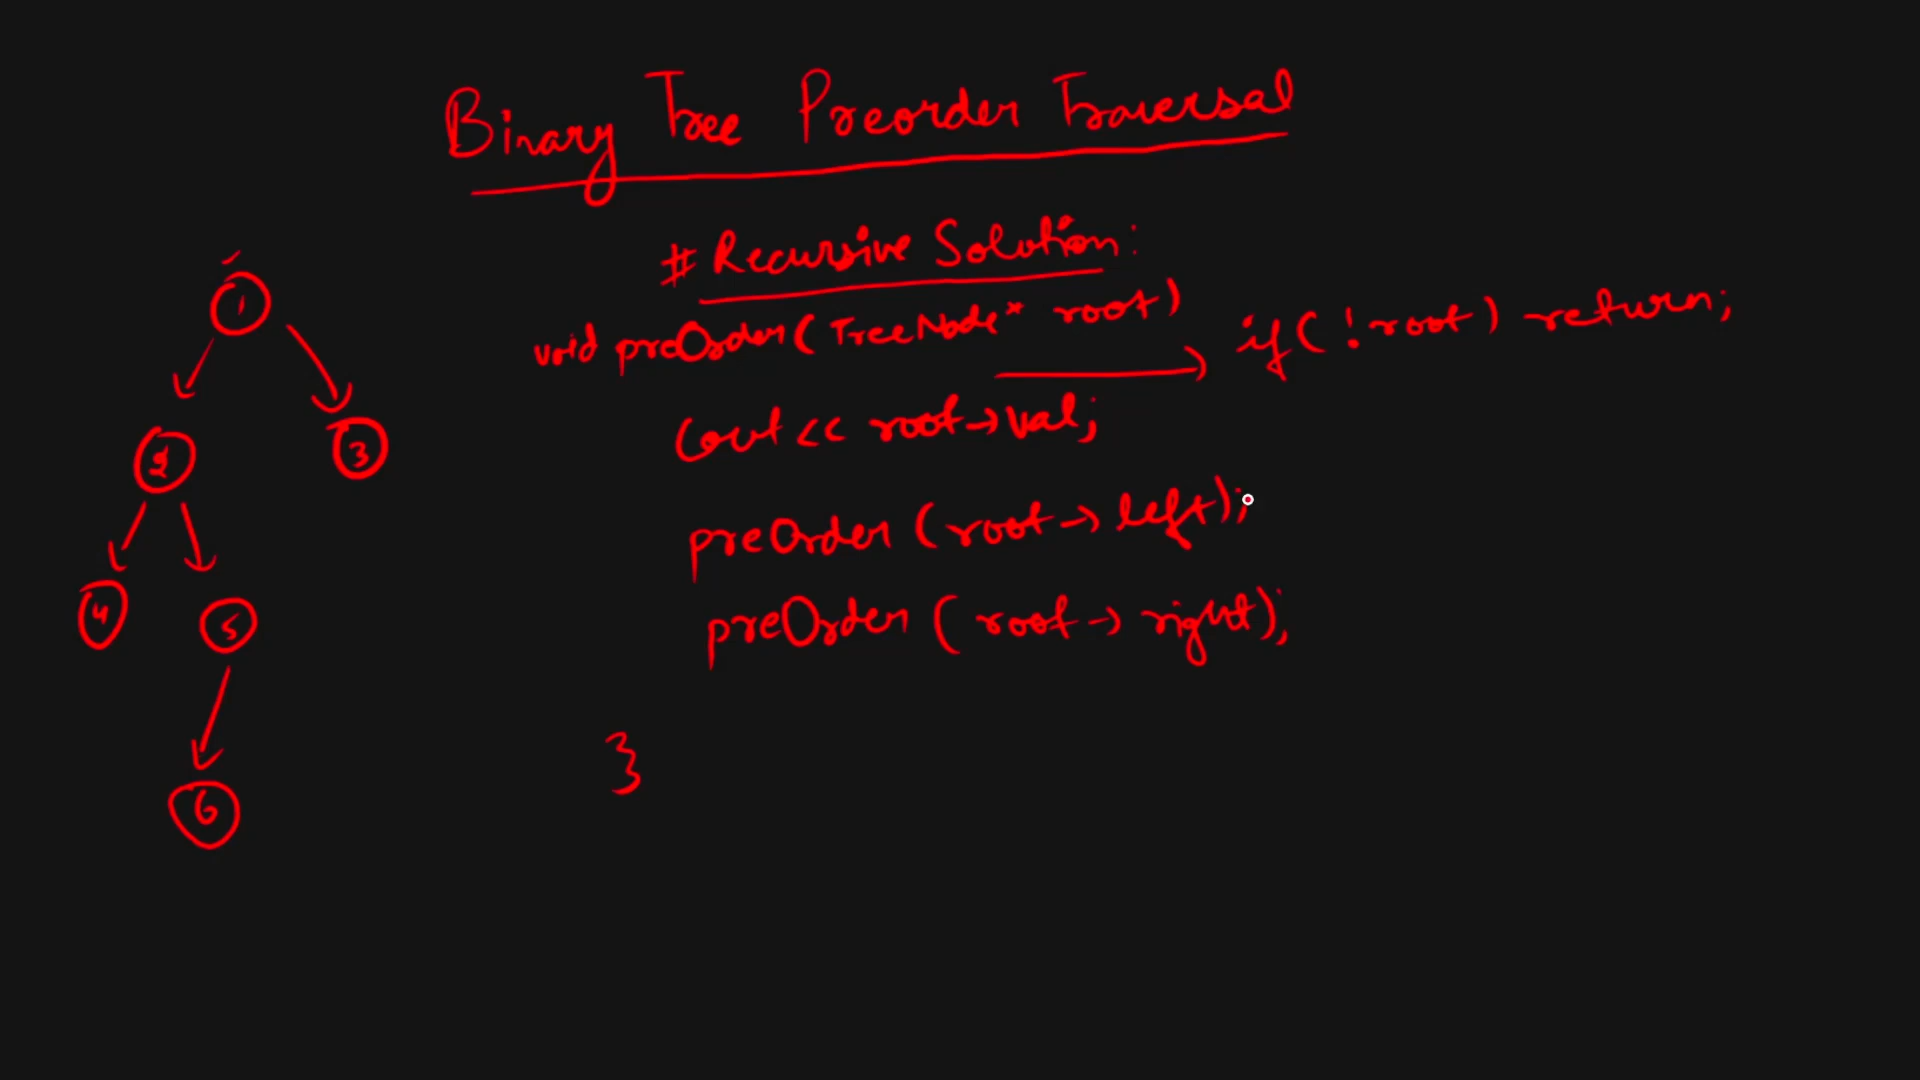 Binary Tree Preorder Traversal
# Recursive Solution:
void preOrder(TreeNode* root)
if(!root) return;
cout << root->val;
preOrder(root->left);
preOrder(root->right);
}
1
2
3
4
5
6